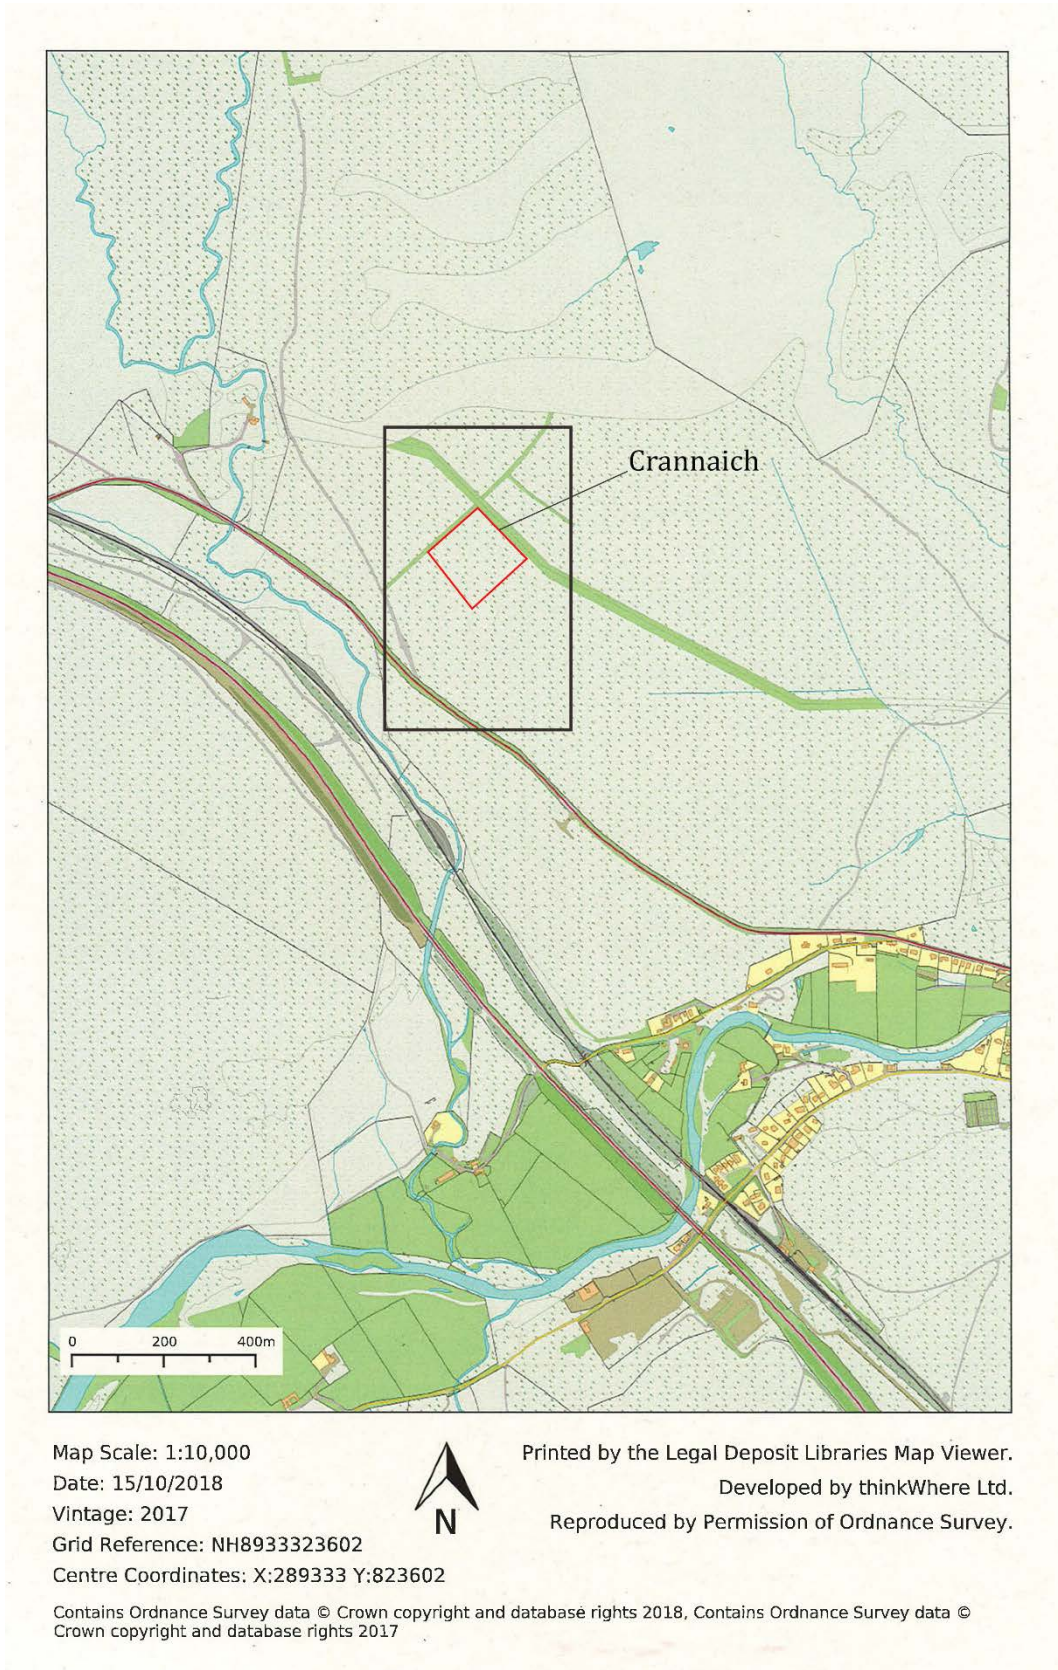 Crannaich
0 200 400m
Map Scale: 1:10,000
Date: 15/10/2018
Vintage: 2017
Grid Reference: NH8933323602
Centre Coordinates: X:289333 Y:823602
N
Printed by the Legal Deposit Libraries Map Viewer.
Developed by thinkWhere Ltd.
Reproduced by Permission of Ordnance Survey.
Contains Ordnance Survey data © Crown copyright and database rights 2018, Contains Ordnance Survey data ©
Crown copyright and database rights 2017